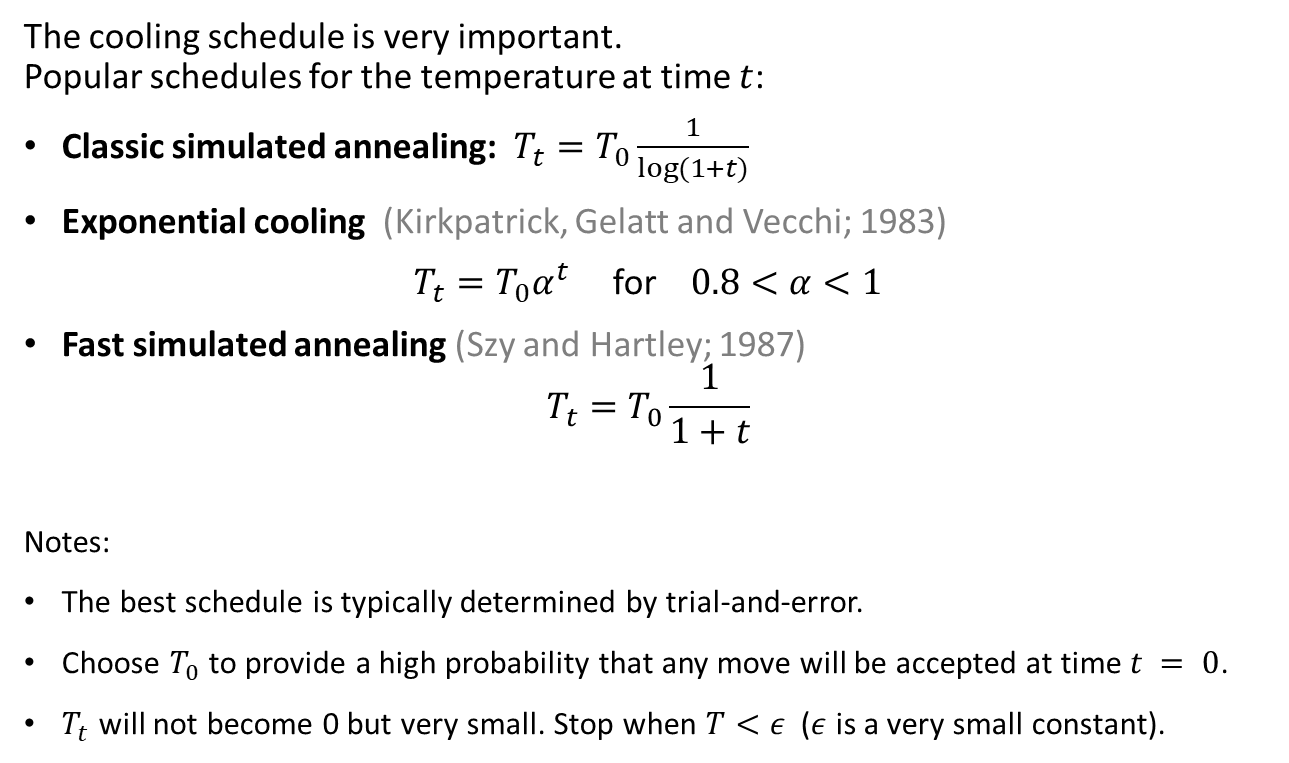 The cooling schedule is very important.
Popular schedules for the temperature at time t:
• Classic simulated annealing: T_t = T_0 \frac{1}{\log(1+t)}
• Exponential cooling (Kirkpatrick, Gelatt and Vecchi; 1983)
T_t = T_0 α^t for 0.8 < α < 1
• Fast simulated annealing (Szy and Hartley; 1987)
T_t = T_0 \frac{1}{1 + t}
Notes:
• The best schedule is typically determined by trial-and-error.
• Choose T_0 to provide a high probability that any move will be accepted at time t = 0.
• T_t will not become 0 but very small. Stop when T < ϵ (ϵ is a very small constant).